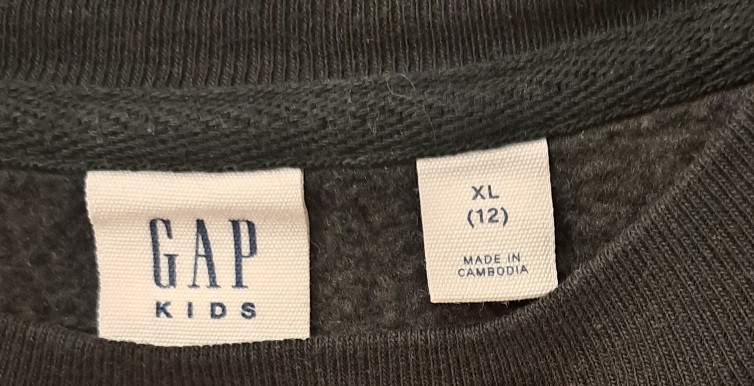 GAP
KIDS
XL
(12)
MADE IN
CAMBODIA